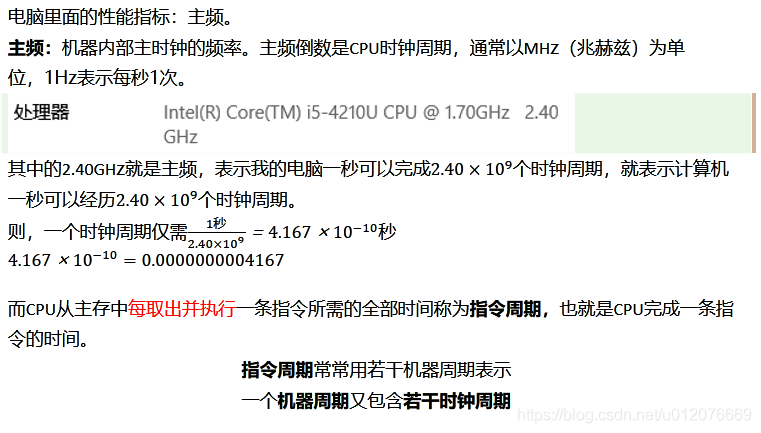 电脑里面的性能指标：主频。
主频：机器内部主时钟的频率。主频倒数是CPU时钟周期，通常以MHZ（兆赫兹）为单
位，1Hz表示每秒1次。
处理器 Intel(R) Core(TM) i5-4210U CPU @ 1.70GHz 2.40
GHz
其中的2.40GHZ就是主频，表示我的电脑一秒可以完成2.40 × 10⁹个时钟周期，就表示计算机
一秒可以经历2.40 × 10⁹个时钟周期。
则，一个时钟周期仅需1秒/2.40×10⁹ = 4.167 × 10⁻¹⁰秒
4.167 × 10⁻¹⁰ = 0.0000000004167
而CPU从主存中每取出并执行一条指令所需的全部时间称为指令周期，也就是CPU完成一条指
令的时间。
指令周期常常用若干机器周期表示
一个机器周期又包含若干时钟周期
https://blog.csdn.net/u012076669